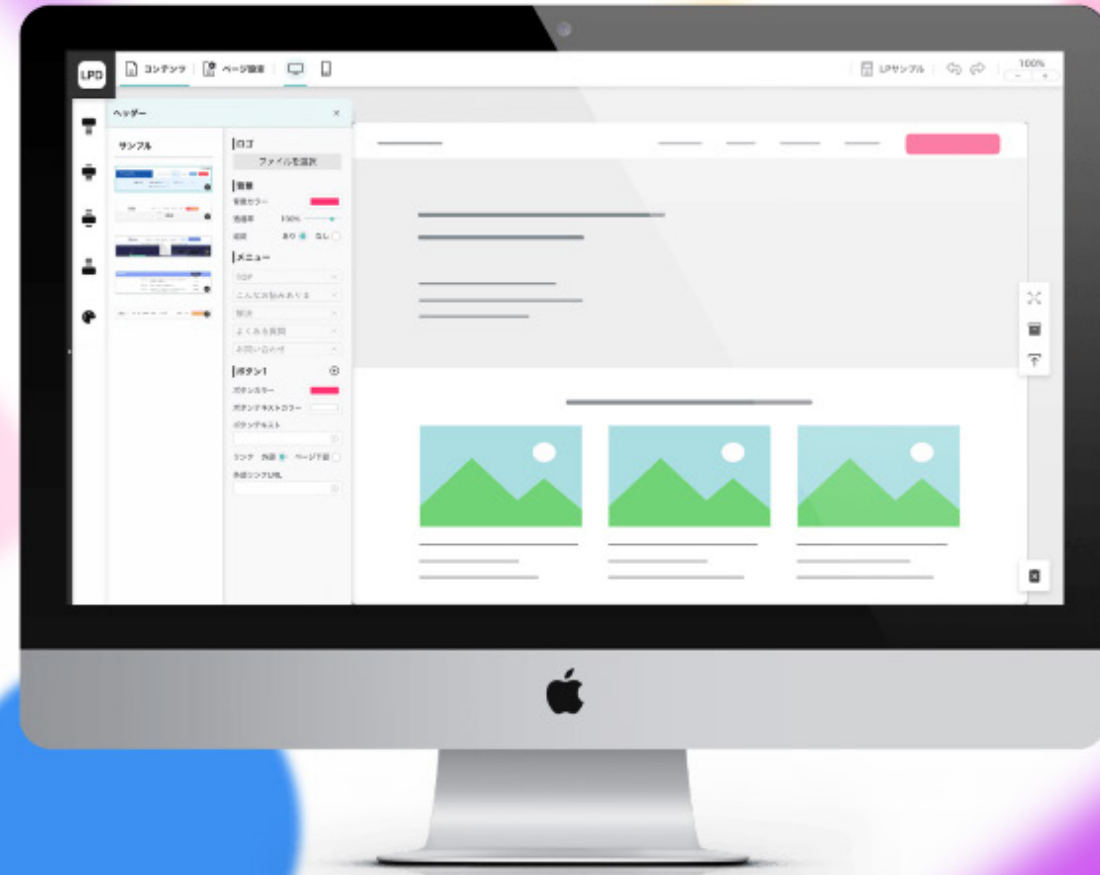 LPD
コンテンツ
ページ設定
LPサンプル
100%
ヘッダー
サンプル
ロゴ
ファイルを選択
背景
背景カラー
透過率 100%
追従 あり なし
メニュー
TOP
こんなお悩みありま
解決
よくある質問
お問い合わせ
ボタン1
ボタンカラー
ボタンテキストカラー
ボタンテキスト
リンク 外部 ページ下部
外部リンクURL